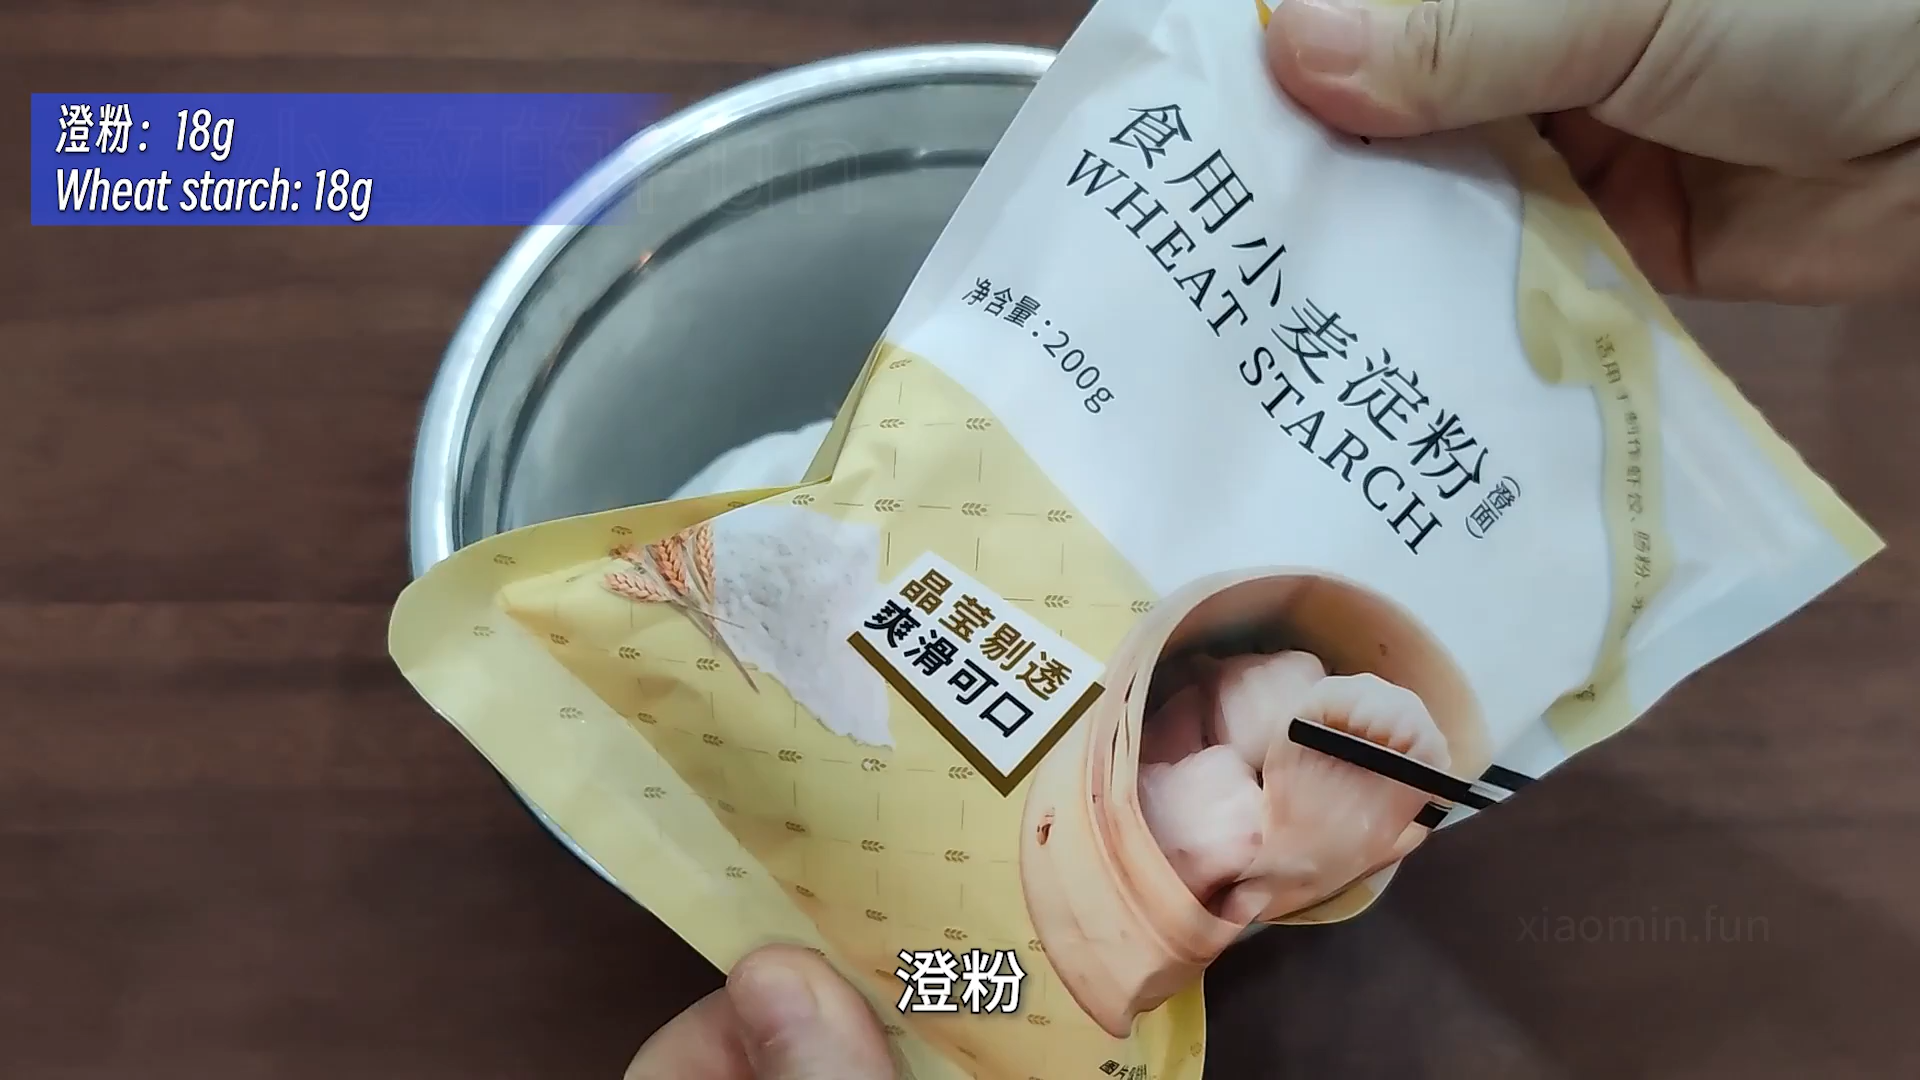 澄粉：18g
Wheat starch: 18g
食用小麦淀粉
(澄面)
WHEAT STARCH
净含量：200g
晶莹剔透
爽滑可口
xiaomin.fun
澄粉